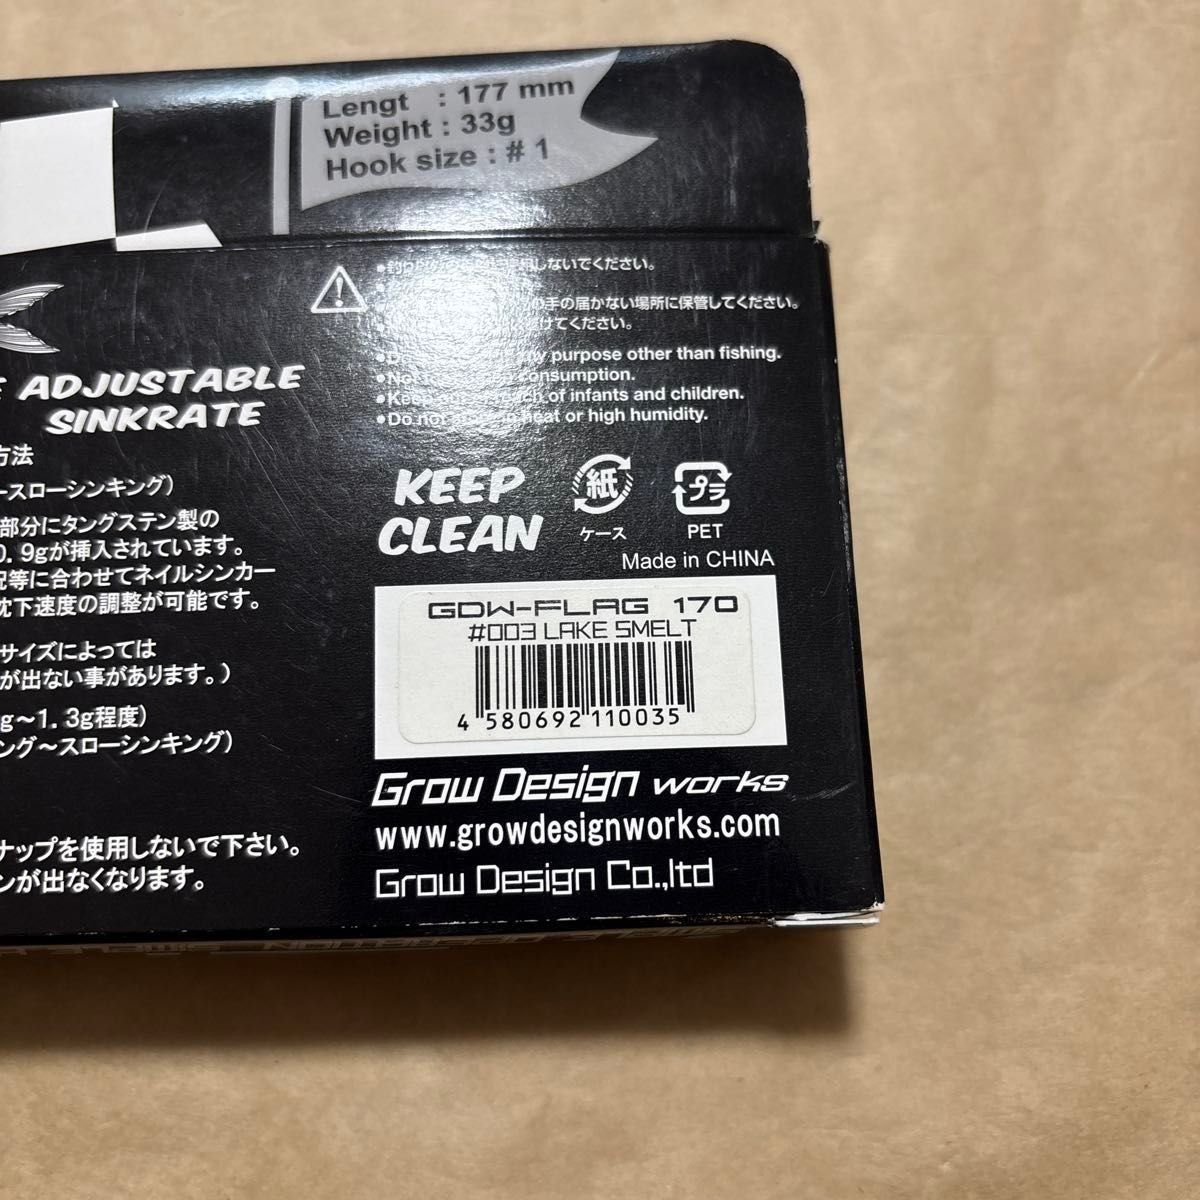 Lengt : 177 mm
Weight : 33g
Hook size : # 1
しないでください。
の手の届かない場所に保管してください。
けてください。
purpose other than fishing.
consumption.
of infants and children.
heat or high humidity.
ADJUSTABLE
SINKRATE
方法
スローシンキング)
部分にタングステン製の
0.9gが挿入されています。
等に合わせてネイルシンカー
下速度の調整が可能です。
サイズによっては
が出ない事があります。)
g～1.3g程度)
ング～スローシンキング)
ナップを使用しないで下さい。
ンが出なくなります。
KEEP
CLEAN
紙
ケース
プラ
PET
Made in CHINA
GDW-FLAG 170
#003 LAKE SMELT
4 580692 110035
Grow Design works
www.growdesignworks.com
Grow Design Co.,ltd